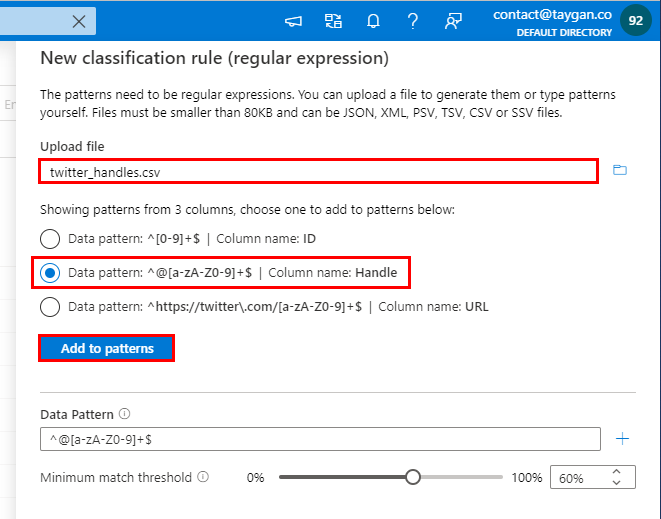 contact@taygan.co
DEFAULT DIRECTORY
92
New classification rule (regular expression)
The patterns need to be regular expressions. You can upload a file to generate them or type patterns
yourself. Files must be smaller than 80KB and can be JSON, XML, PSV, TSV, CSV or SSV files.
Upload file
twitter_handles.csv
Showing patterns from 3 columns, choose one to add to patterns below:
Data pattern: ^[0-9]+$ | Column name: ID
Data pattern: ^@[a-zA-Z0-9]+$ | Column name: Handle
Data pattern: ^https://twitter\.com/[a-zA-Z0-9]+$ | Column name: URL
Add to patterns
Data Pattern
^@[a-zA-Z0-9]+$
Minimum match threshold 0% 100% 60%